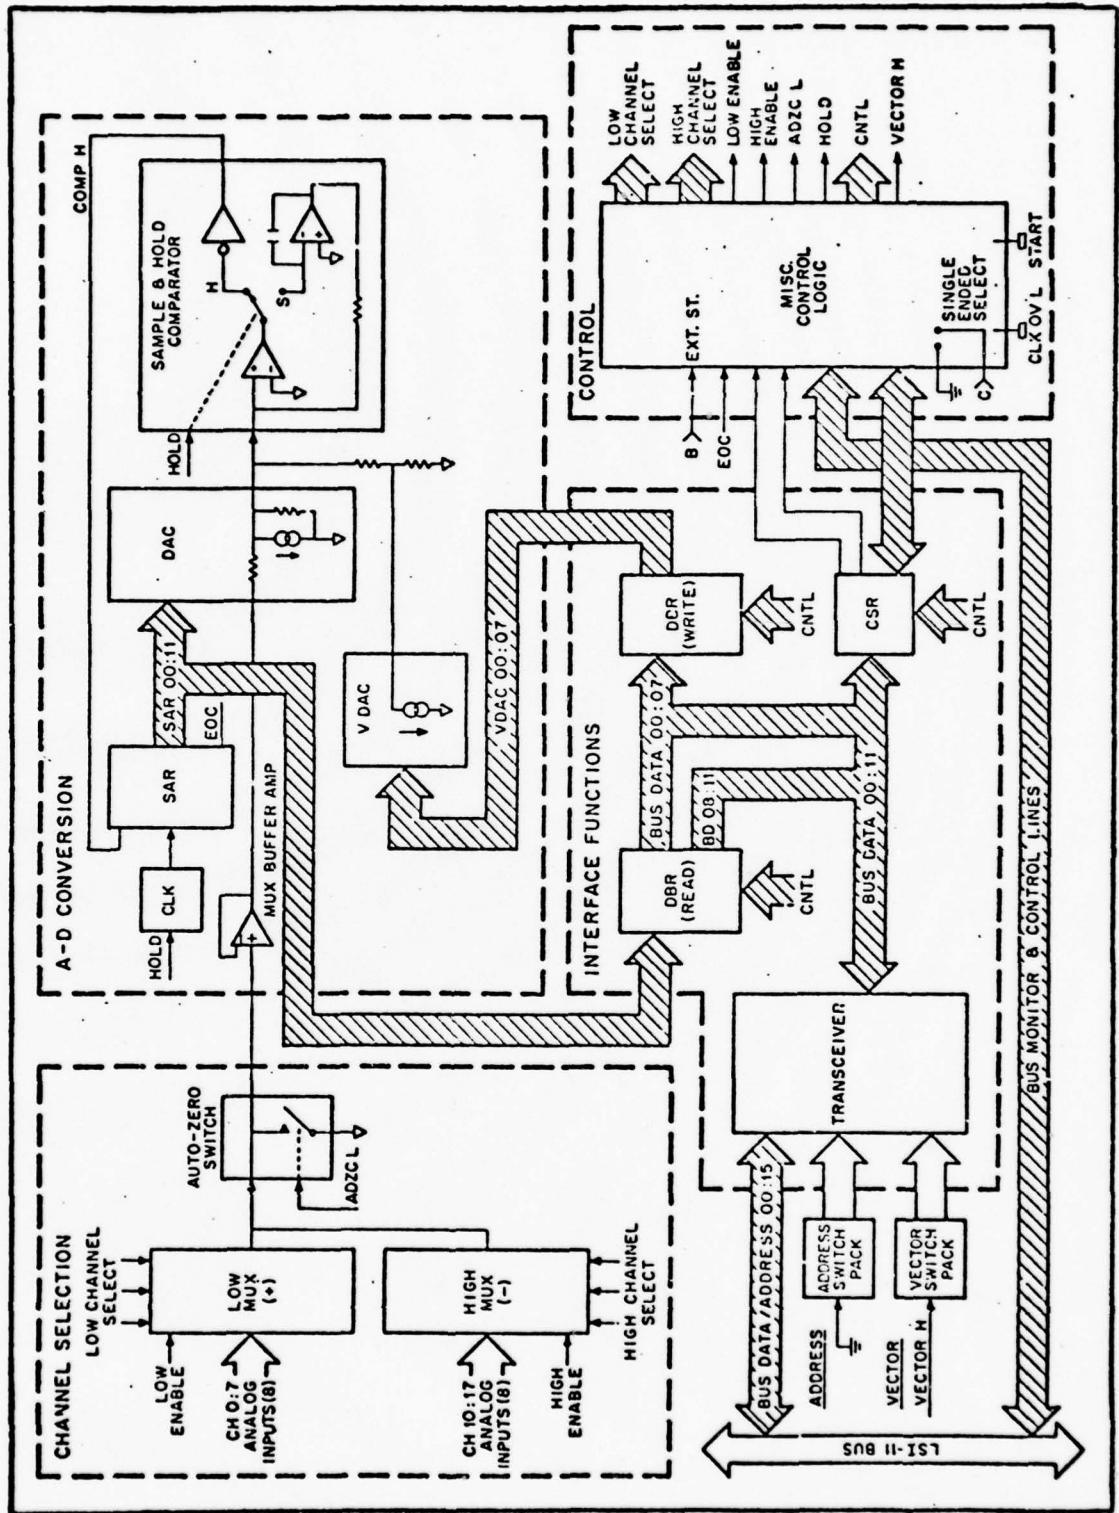 CHANNEL SELECTION
LOW CHANNEL
SELECT
LOW
ENABLE
LOW
MUX
(+)
CH 0:7
ANALOG
INPUTS (8)
AUTO-ZERO
SWITCH
ADZC L
CH 10:17
ANALOG
INPUTS (8)
HIGH
MUX
(-)
HIGH
ENABLE
HIGH CHANNEL
SELECT
A-D CONVERSION
COMP H
HOLD
CLK
SAR
SAR 00:11
EOC
MUX BUFFER AMP
DAC
HOLD
SAMPLE & HOLD
COMPARATOR
H
S
V DAC
VDAC 00:07
INTERFACE FUNCTIONS
DBR
(READ)
CNTL
BUS DATA 00:07
BD 08:11
DDR
(WRITE)
CNTL
BUS DATA 00:11
CSR
CNTL
TRANSCEIVER
BUS DATA/ADDRESS 00:15
ADDRESS
ADDRESS
SWITCH
PACK
VECTOR
VECTOR H
VECTOR
SWITCH
PACK
LSI-11 BUS
BUS MONITOR & CONTROL LINES
CONTROL
B
EXT. ST.
EOC
MISC.
CONTROL
LOGIC
SINGLE
ENDED
SELECT
C
CLK OV'L
START
LOW
CHANNEL
SELECT
HIGH
CHANNEL
SELECT
LOW ENABLE
HIGH
ENABLE
ADZC L
HOLD
CNTL
VECTOR H